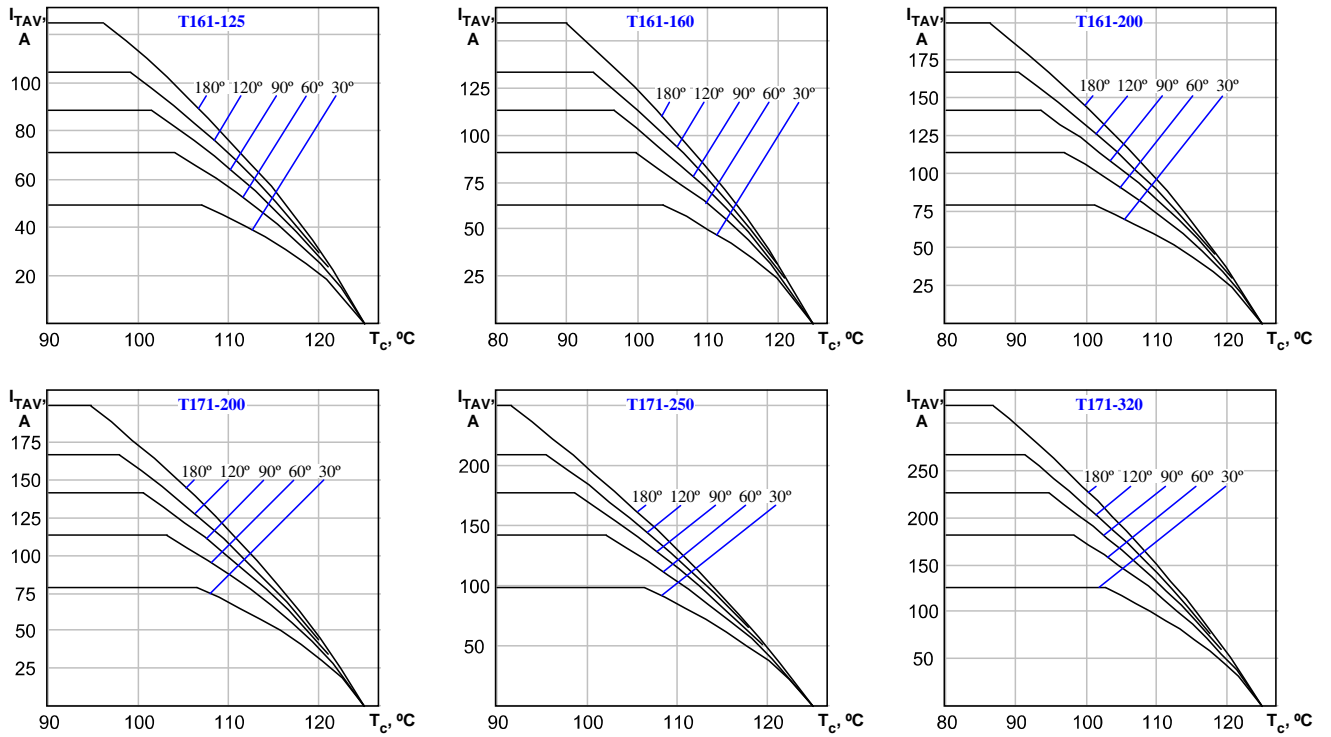 I_TAV, A
T161-125
180º 120º 90º 60º 30º
100
80
60
40
20
90 100 110 120 T_c, ºC
I_TAV, A
T161-160
180º 120º 90º 60º 30º
125
100
75
50
25
80 90 100 110 120 T_c, ºC
I_TAV, A
T161-200
180º 120º 90º 60º 30º
175
150
125
100
75
50
25
80 90 100 110 120 T_c, ºC
I_TAV, A
T171-200
180º 120º 90º 60º 30º
175
150
125
100
75
50
25
90 100 110 120 T_c, ºC
I_TAV, A
T171-250
180º 120º 90º 60º 30º
200
150
100
50
90 100 110 120 T_c, ºC
I_TAV, A
T171-320
180º 120º 90º 60º 30º
250
200
150
100
50
80 90 100 110 120 T_c, ºC